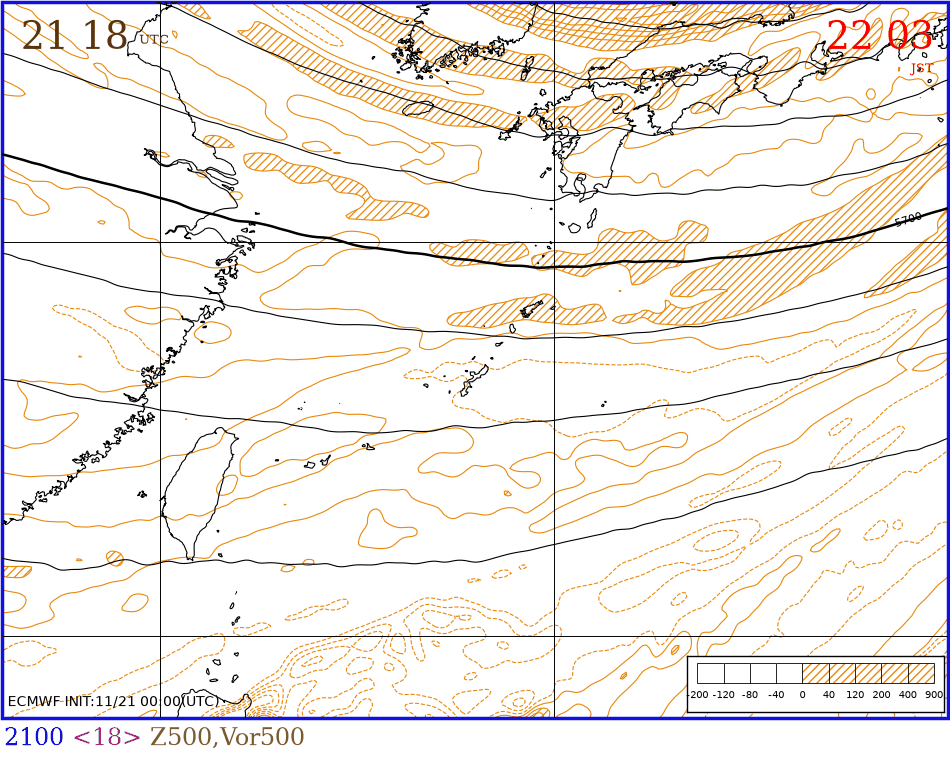 21 18 UTC
22 03
JST
5700
-200 -120 -80 -40 0 40 120 200 400 900
ECMWF INIT:11/21 00:00(UTC)
2100 <18> Z500,Vor500